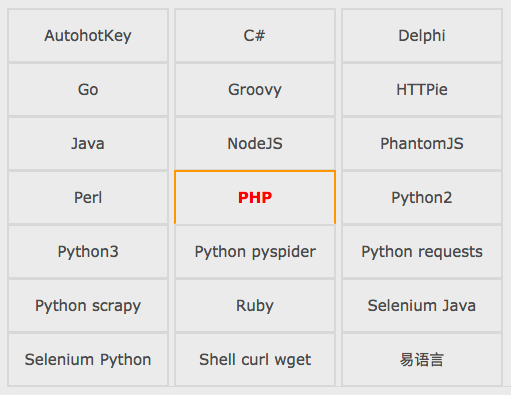 AutohotKey
C#
Delphi
Go
Groovy
HTTPie
Java
NodeJS
PhantomJS
Perl
PHP
Python2
Python3
Python pyspider
Python requests
Python scrapy
Ruby
Selenium Java
Selenium Python
Shell curl wget
易语言